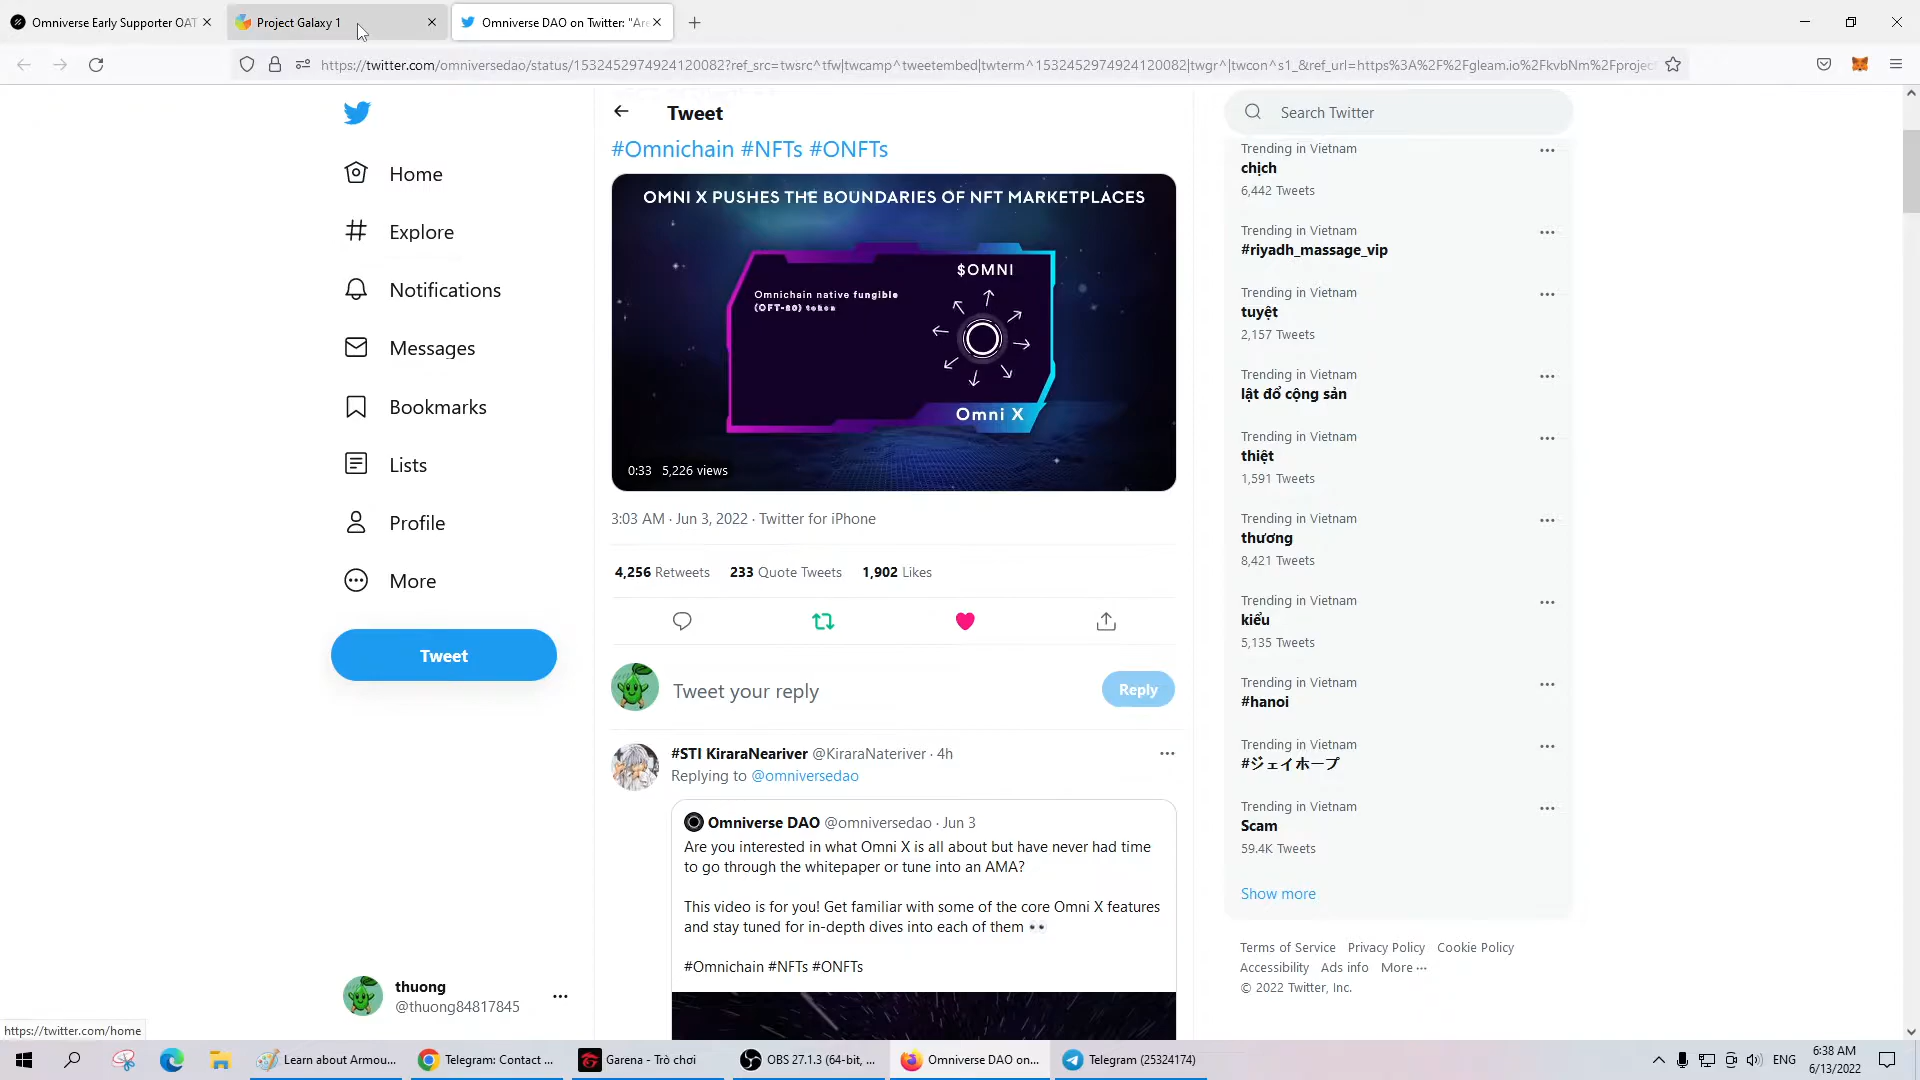 Omniverse Early Supporter OAT
Project Galaxy 1
Omniverse DAO on Twitter: "Are
https://twitter.com/omniversedao/status/1532452974924120082?ref_src=twsrc^tfw|twcamp^tweetembed|twterm^1532452974924120082|twgr^|twcon^s1_&ref_url=https%3A%2F%2Fgleam.io%2FkvbNm%2Fproject
Home
Explore
Notifications
Messages
Bookmarks
Lists
Profile
More
Tweet
thuong
@thuong84817845
https://twitter.com/home
Tweet
#Omnichain #NFTs #ONFTs
OMNI X PUSHES THE BOUNDARIES OF NFT MARKETPLACES
$OMNI
Omnichain native fungible
(OFT-20) token
Omni X
0:33 5,226 views
3:03 AM · Jun 3, 2022 · Twitter for iPhone
4,256 Retweets 233 Quote Tweets 1,902 Likes
Tweet your reply
Reply
#STI KiraraNeariver @KiraraNateriver · 4h
Replying to @omniversedao
Omniverse DAO @omniversedao · Jun 3
Are you interested in what Omni X is all about but have never had time
to go through the whitepaper or tune into an AMA?
This video is for you! Get familiar with some of the core Omni X features
and stay tuned for in-depth dives into each of them 👀
#Omnichain #NFTs #ONFTs
Search Twitter
Trending in Vietnam
chịch
6,442 Tweets
Trending in Vietnam
#riyadh_massage_vip
Trending in Vietnam
tuyệt
2,157 Tweets
Trending in Vietnam
lật đổ cộng sản
Trending in Vietnam
thiệt
1,591 Tweets
Trending in Vietnam
thương
8,421 Tweets
Trending in Vietnam
kiểu
5,135 Tweets
Trending in Vietnam
#hanoi
Trending in Vietnam
#ジェイホープ
Trending in Vietnam
Scam
59.4K Tweets
Show more
Terms of Service Privacy Policy Cookie Policy
Accessibility Ads info More ···
© 2022 Twitter, Inc.
Learn about Armou...
Telegram: Contact ...
Garena - Trò chơi
OBS 27.1.3 (64-bit, ...
Omniverse DAO on...
Telegram (25324174)
ENG
6:38 AM
6/13/2022